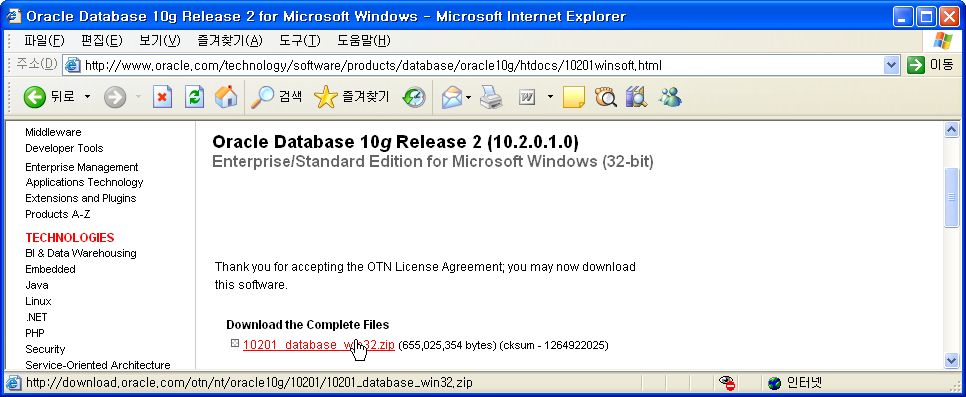 Oracle Database 10g Release 2 for Microsoft Windows - Microsoft Internet Explorer
파일(F) 편집(E) 보기(V) 즐겨찾기(A) 도구(T) 도움말(H)
주소(D) http://www.oracle.com/technology/software/products/database/oracle10g/htdocs/10201winsoft.html 이동
뒤로 검색 즐겨찾기
Middleware
Developer Tools
Enterprise Management
Applications Technology
Extensions and Plugins
Products A-Z
TECHNOLOGIES
BI & Data Warehousing
Embedded
Java
Linux
.NET
PHP
Security
Service-Oriented Architecture
Oracle Database 10g Release 2 (10.2.0.1.0)
Enterprise/Standard Edition for Microsoft Windows (32-bit)
Thank you for accepting the OTN License Agreement; you may now download
this software.
Download the Complete Files
10201_database_win32.zip (655,025,354 bytes) (cksum - 1264922025)
http://download.oracle.com/otn/nt/oracle10g/10201/10201_database_win32.zip 인터넷